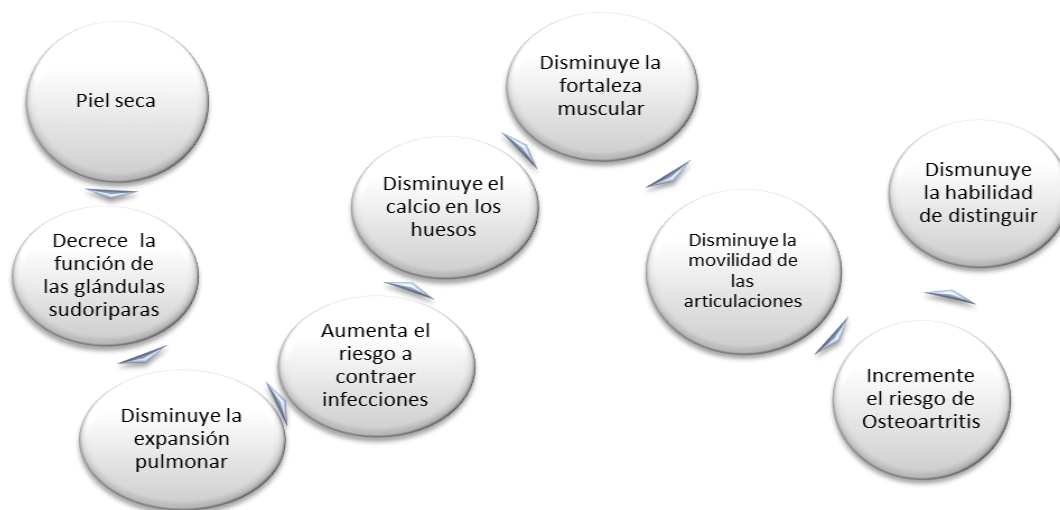 Piel seca
Decrece la
función de
las glándulas
sudoriparas
Disminuye la
expansión
pulmonar
Aumenta el
riesgo a
contraer
infecciones
Disminuye el
calcio en los
huesos
Disminuye la
fortaleza
muscular
Disminuye la
movilidad de
las
articulaciones
Incremente
el riesgo de
Osteoartritis
Dismunuye
la habilidad
de distinguir